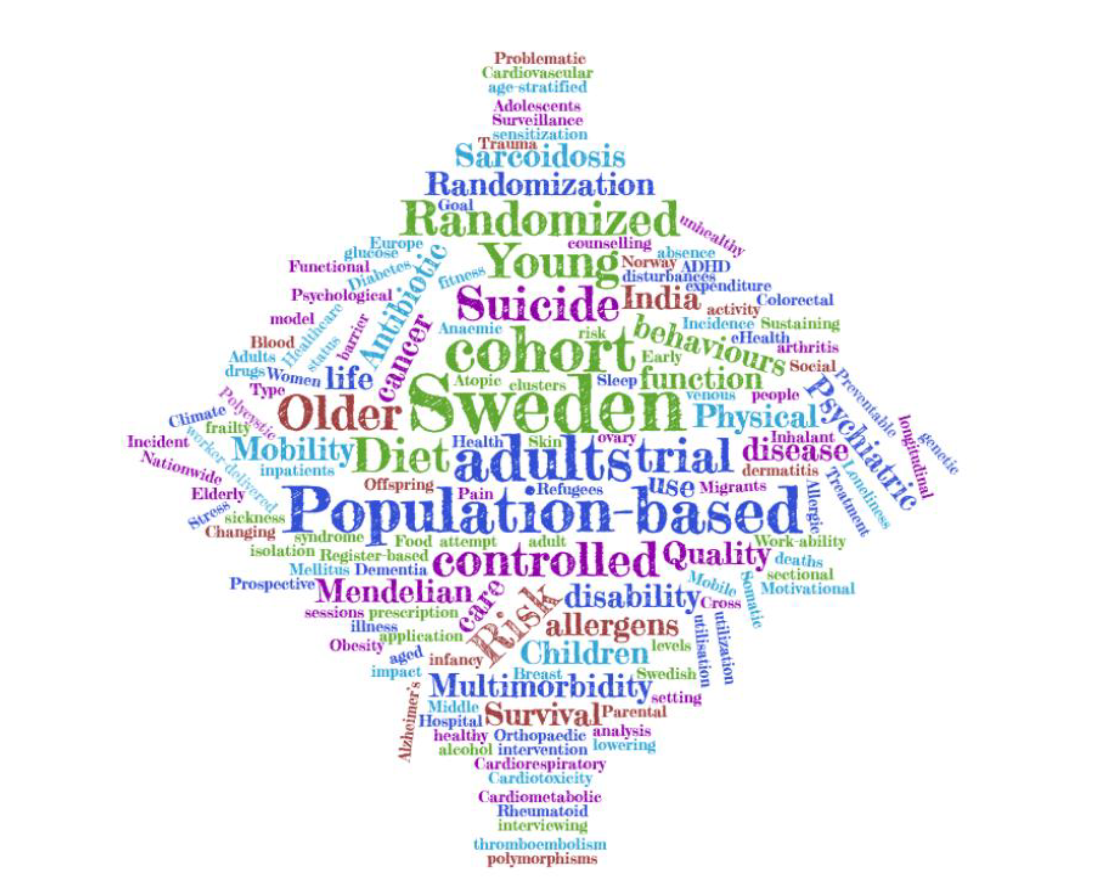 Problematic
Cardiovascular
age-stratified
Adolescents
Surveillance
sensitization
Trauma
Sarcoidosis
Randomization
Goal
Randomized
unhealthy
Europe
glucose
counselling
absence
Functional
Diabetes
Antibiotic
fitness
Young
Norway
ADHD
disturbances
expenditure
Psychological
Suicide
India
activity
Colorectal
model
Healthcare
status
barrier
cancer
Anaemic
risk
behaviours
Incidence
Sustaining
eHealth
arthritis
Blood
Adults
drugs
Women
life
cohort
Early
Social
Type
Atopic
clusters
Sleep
function
venous
people
Psychiatric
Preventable
Climate
frailty
Polycystic
Older
Sweden
Physical
longitudinal
genetic
Incident
worker delivered
Mobility
Diet
Health
Skin
ovary
adults
trial
disease
Inhalant
Nationwide
inpatients
dermatitis
Loneliness
Treatment
Elderly
Offspring
Pain
Refugees
use
Migrants
Allergic
Stress
sickness
Population-based
Changing
syndrome
Food
attempt
adult
Work-ability
isolation
Register-based
controlled
Quality
deaths
Mellitus
Dementia
sectional
Prospective
Mendelian
care
Risk
disability
Mobile
Somatic
Motivational
sessions
prescription
Cross
illness
application
allergens
utilisation
utilization
Obesity
aged
infancy
Children
levels
impact
Breast
Swedish
Alzheimer's
Multimorbidity
setting
Middle
Hospital
Survival
Parental
healthy
Orthopaedic
analysis
alcohol
intervention
lowering
Cardiorespiratory
Cardiotoxicity
Cardiometabolic
Rheumatoid
interviewing
thromboembolism
polymorphisms